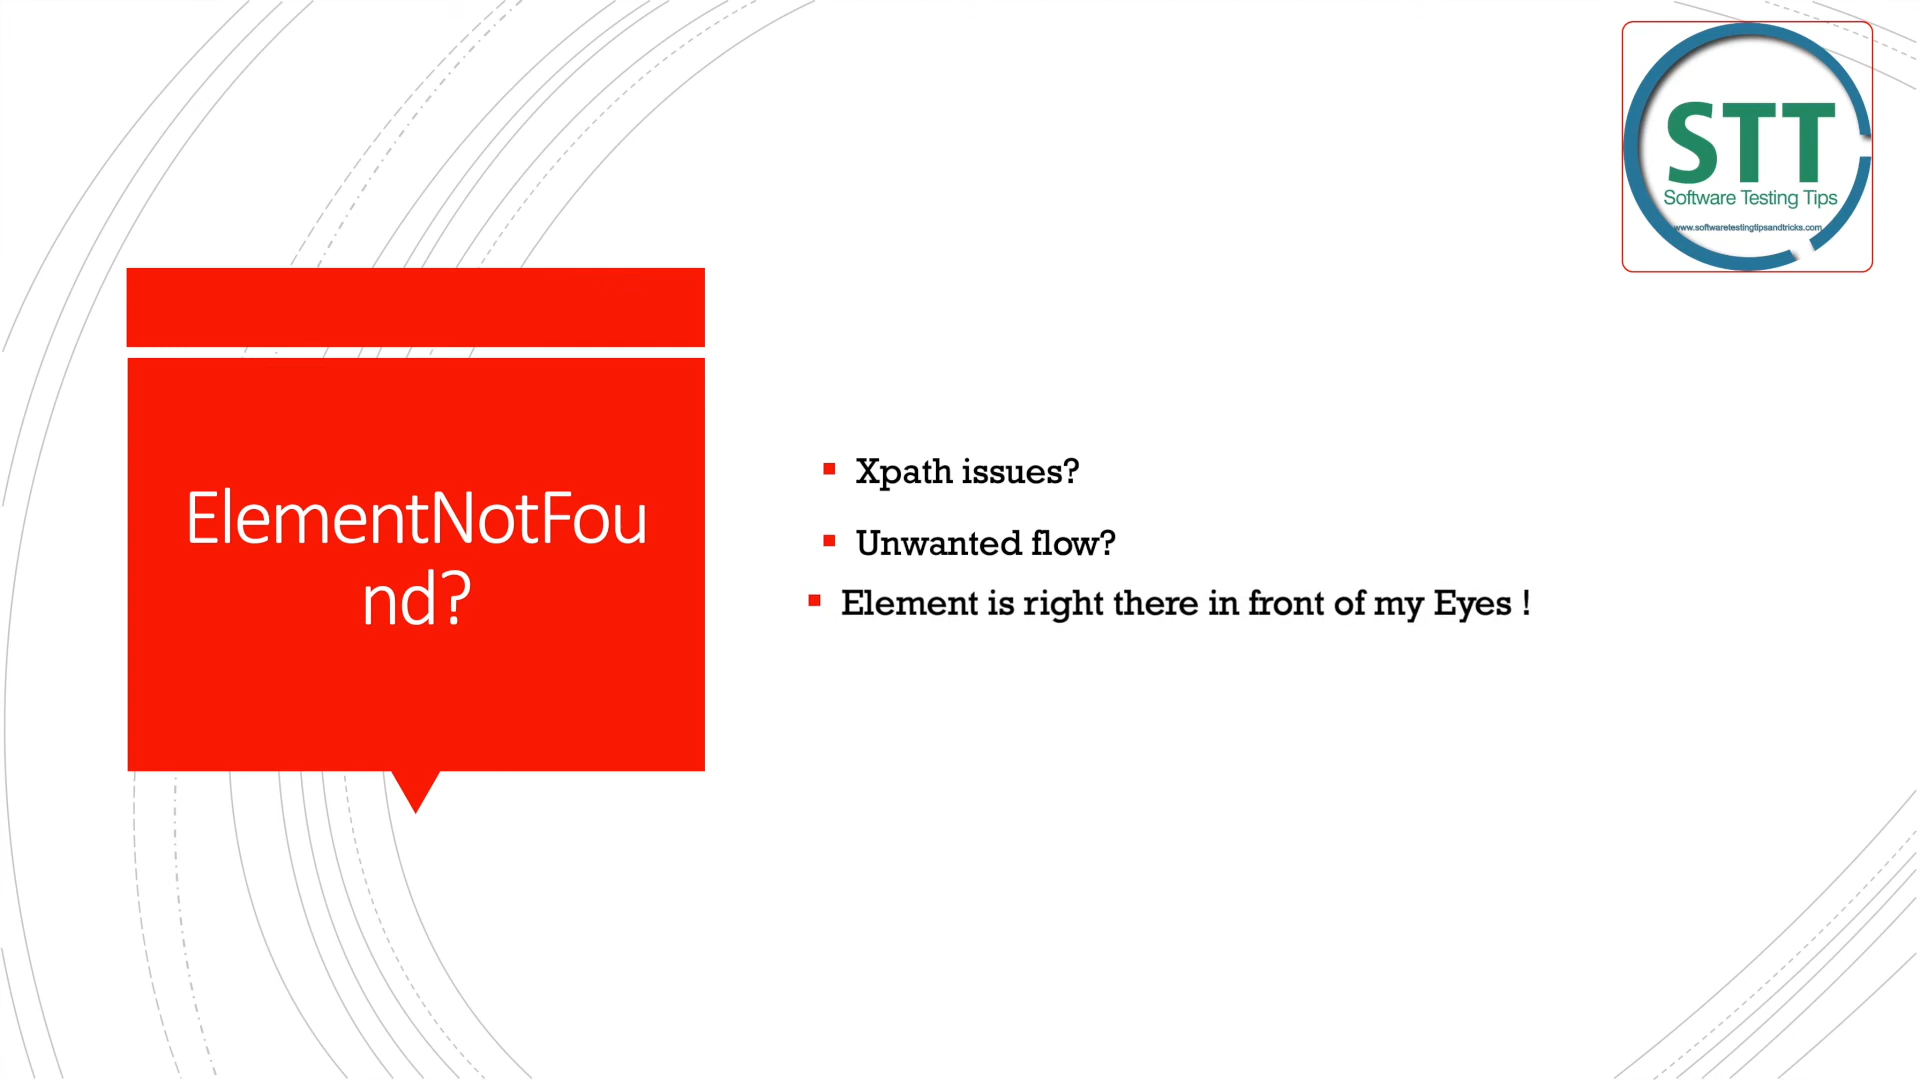 STT
Software Testing Tips
www.softwaretestingtipsandtricks.com
ElementNotFou
nd?
Xpath issues?
Unwanted flow?
Element is right there in front of my Eyes !